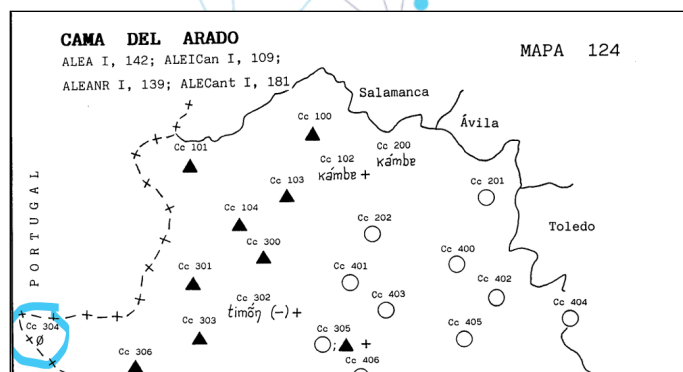 CAMA DEL ARADO
MAPA 124
ALEA I, 142; ALEICan I, 109;
ALEANR I, 139; ALECant I, 181
Salamanca
Ávila
Cc 100
Cc 101
Cc 200
kámbɐ
Cc 102
kámbɐ +
Cc 103
Cc 201
PORTUGAL
Cc 104
Cc 202
Toledo
Cc 300
Cc 400
Cc 301
Cc 401
Cc 402
Cc 302
timõŋ (-) +
Cc 403
Cc 404
Cc 304
Ø
Cc 303
Cc 305
; +
Cc 405
Cc 306
Cc 406